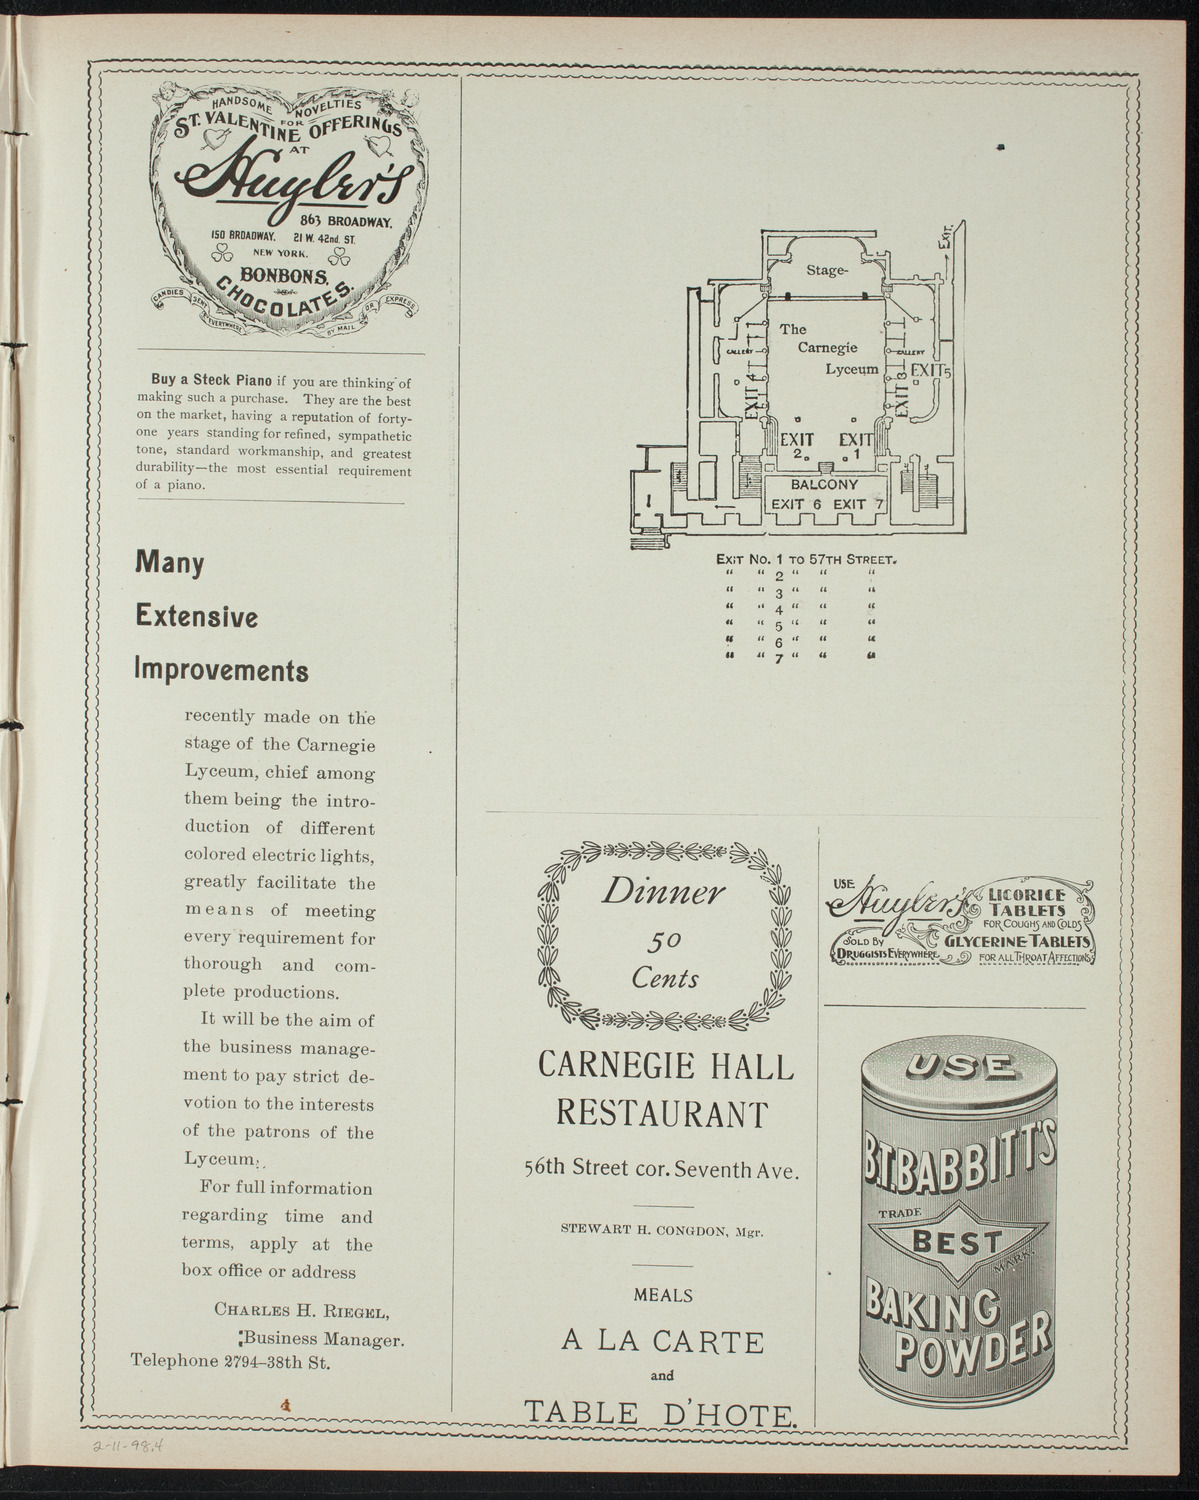 HANDSOME NOVELTIES
FOR
ST. VALENTINE OFFERINGS
AT
Huyler's
863 BROADWAY.
150 BROADWAY. 21 W. 42nd. ST.
NEW YORK.
BONBONS.
CHOCOLATES.
CANDIES SENT EVERYWHERE BY MAIL OR EXPRESS
Buy a Steck Piano if you are thinking of
making such a purchase. They are the best
on the market, having a reputation of forty-
one years standing for refined, sympathetic
tone, standard workmanship, and greatest
durability—the most essential requirement
of a piano.
Many
Extensive
Improvements
recently made on the
stage of the Carnegie
Lyceum, chief among
them being the intro-
duction of different
colored electric lights,
greatly facilitate the
means of meeting
every requirement for
thorough and com-
plete productions.
It will be the aim of
the business manage-
ment to pay strict de-
votion to the interests
of the patrons of the
Lyceum.
For full information
regarding time and
terms, apply at the
box office or address
CHARLES H. RIEGEL,
Business Manager.
Telephone 2794–38th St.
4
2-11-98.4
EXIT.
Stage-
The
Carnegie
Lyceum
GALLERY
GALLERY
EXIT 4
EXIT 3
EXIT 5
EXIT EXIT
2. 1
BALCONY
EXIT 6 EXIT 7
EXIT NO. 1 TO 57TH STREET.
“ “ 2 “ “ “
“ “ 3 “ “ “
“ “ 4 “ “ “
“ “ 5 “ “ “
“ “ 6 “ “ “
“ “ 7 “ “ “
Dinner
50
Cents
CARNEGIE HALL
RESTAURANT
56th Street cor. Seventh Ave.
STEWART H. CONGDON, Mgr.
MEALS
A LA CARTE
and
TABLE D'HOTE.
USE
Huyler's
LICORICE
TABLETS
FOR COUGHS AND COLDS
SOLD BY
DRUGGISTS EVERYWHERE
GLYCERINE TABLETS
FOR ALL THROAT AFFECTIONS
USE
B.T. BABBITT'S
TRADE
BEST
MARK.
BAKING
POWDER